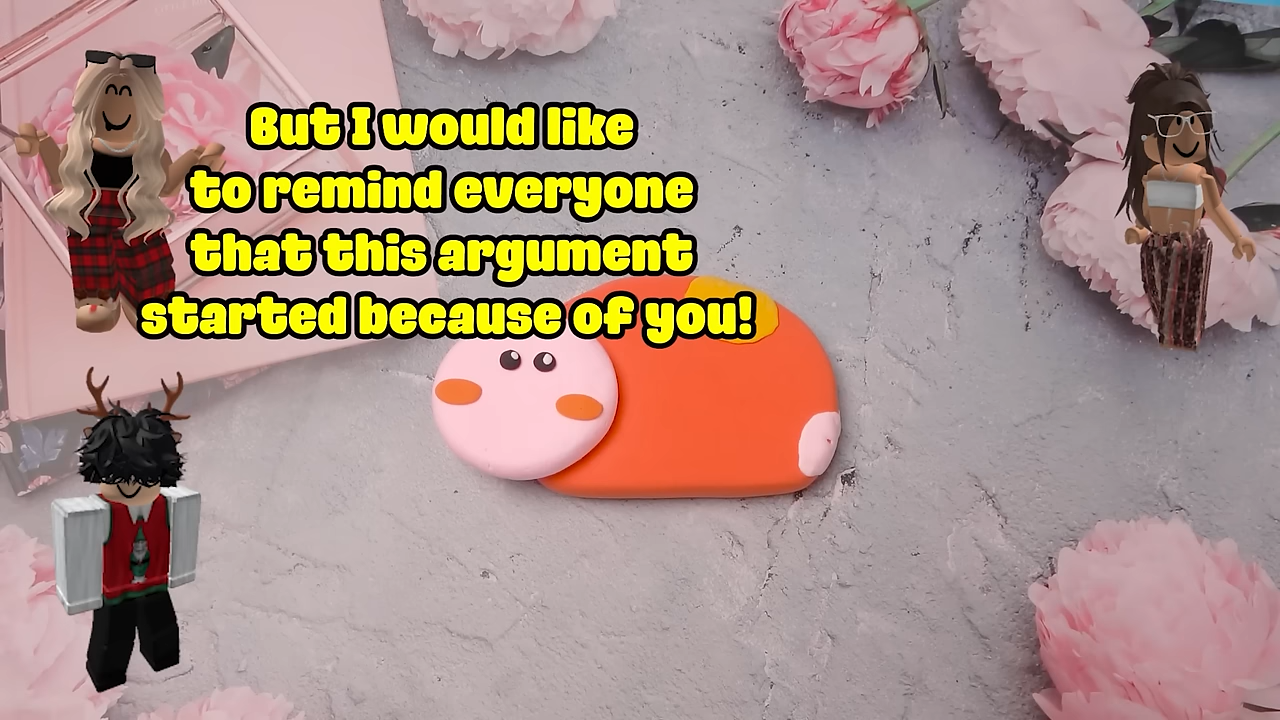 But I would like
to remind everyone
that this argument
started because of you!